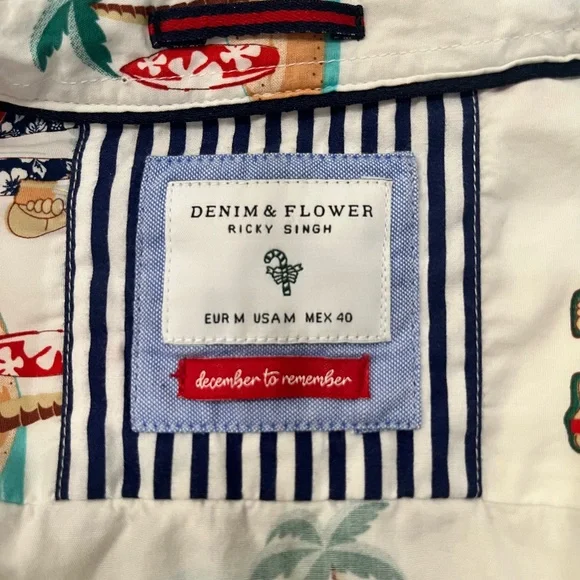 DENIM & FLOWER
RICKY SINGH
EUR M USA M MEX 40
december to remember